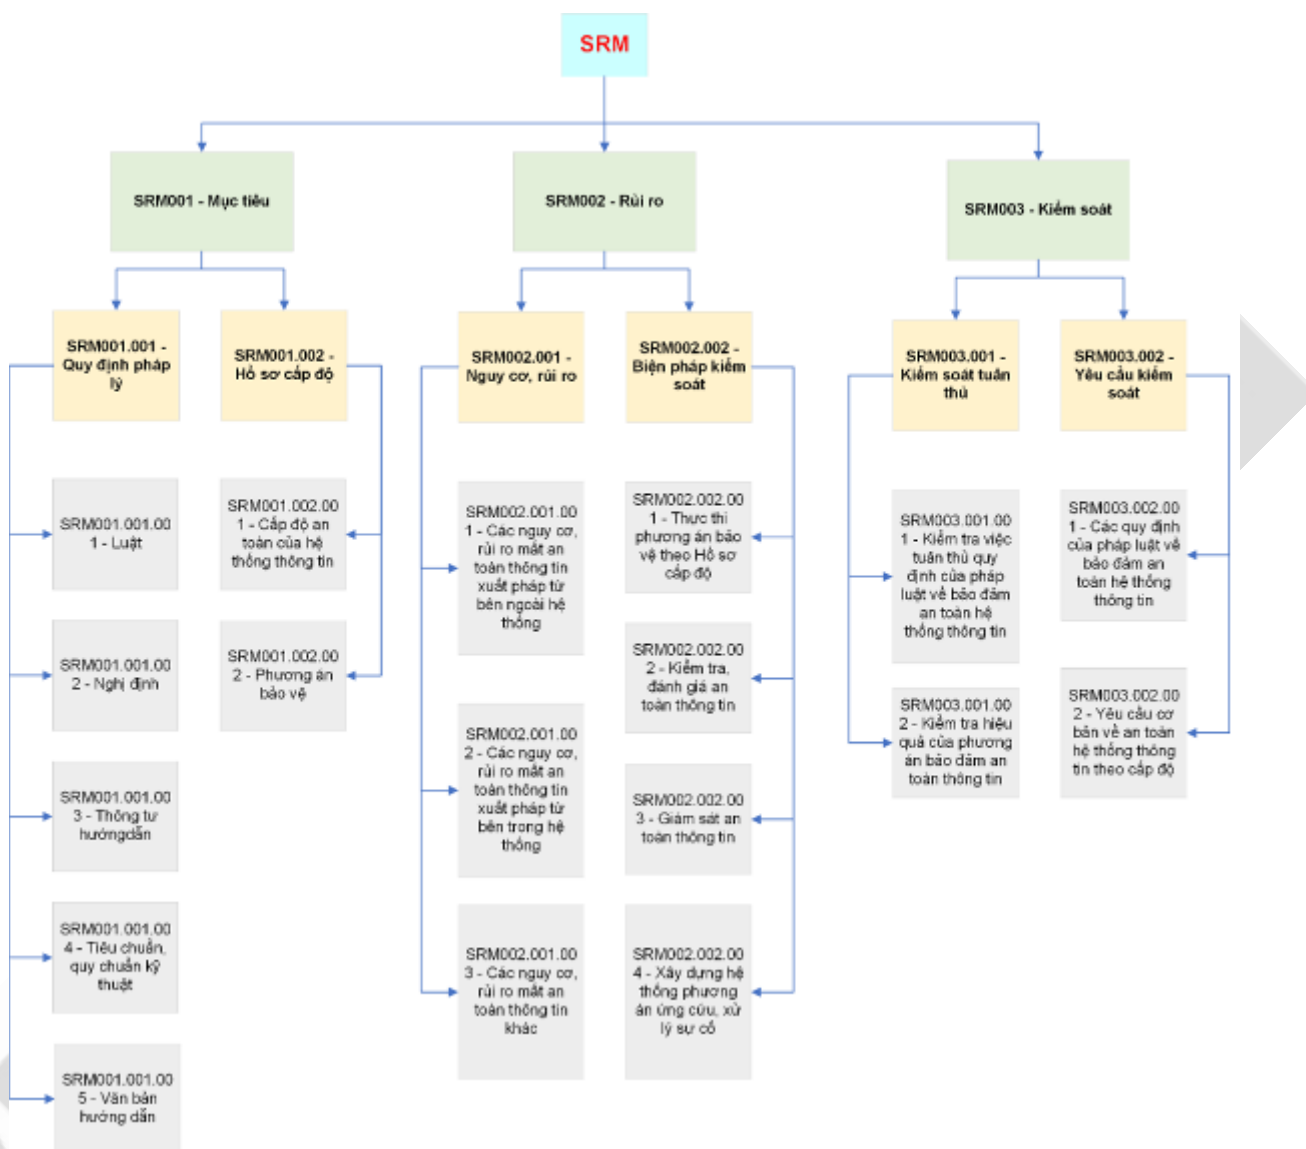 SRM
SRM001 - Mục tiêu
SRM002 - Rủi ro
SRM003 - Kiểm soát
SRM001.001 -
Quy định pháp
lý
SRM001.002 -
Hồ sơ cấp độ
SRM002.001 -
Nguy cơ, rủi ro
SRM002.002 -
Biện pháp kiểm
soát
SRM003.001 -
Kiểm soát tuân
thủ
SRM003.002 -
Yêu cầu kiểm
soát
SRM001.001.00
1 - Luật
SRM001.001.00
2 - Nghị định
SRM001.001.00
3 - Thông tư
hướngdẫn
SRM001.001.00
4 - Tiêu chuẩn,
quy chuẩn kỹ
thuật
SRM001.001.00
5 - Văn bản
hướng dẫn
SRM001.002.00
1 - Cấp độ an
toàn của hệ
thống thông tin
SRM001.002.00
2 - Phương án
bảo vệ
SRM002.001.00
1 - Các nguy cơ,
rủi ro mất an
toàn thông tin
xuất pháp từ
bên ngoài hệ
thống
SRM002.001.00
2 - Các nguy cơ,
rủi ro mất an
toàn thông tin
xuất pháp từ
bên trong hệ
thống
SRM002.001.00
3 - Các nguy cơ,
rủi ro mất an
toàn thông tin
khác
SRM002.002.00
1 - Thực thi
phương án bảo
vệ theo Hồ sơ
cấp độ
SRM002.002.00
2 - Kiểm tra,
đánh giá an
toàn thông tin
SRM002.002.00
3 - Giám sát an
toàn thông tin
SRM002.002.00
4 - Xây dựng hệ
thống phương
án ứng cứu, xử
lý sự cố
SRM003.001.00
1 - Kiểm tra việc
tuân thủ quy
định của pháp
luật về bảo đảm
an toàn hệ
thống thông tin
SRM003.001.00
2 - Kiểm tra hiệu
quả của phương
án bảo đảm an
toàn thông tin
SRM003.002.00
1 - Các quy định
của pháp luật về
bảo đảm an
toàn hệ thống
thông tin
SRM003.002.00
2 - Yêu cầu cơ
bản về an toàn
hệ thống thông
tin theo cấp độ